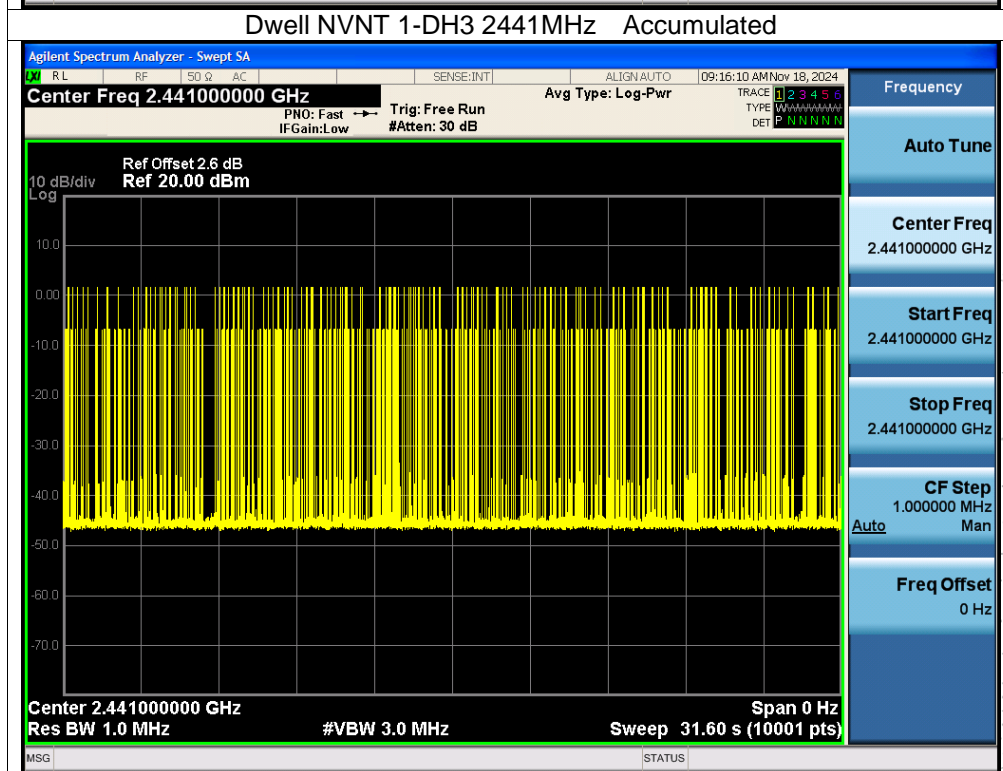 Dwell NVNT 1-DH3 2441MHz Accumulated
Agilent Spectrum Analyzer - Swept SA
LXI RL RF 50 Ω AC SENSE:INT ALIGN AUTO 09:16:10 AM Nov 18, 2024
Center Freq 2.441000000 GHz Avg Type: Log-Pwr TRACE 1 2 3 4 5 6
PNO: Fast Trig: Free Run TYPE WWWWWW
IFGain:Low #Atten: 30 dB DET P N N N N N
Frequency
Auto Tune
Center Freq
2.441000000 GHz
Start Freq
2.441000000 GHz
Stop Freq
2.441000000 GHz
CF Step
1.000000 MHz
Auto Man
Freq Offset
0 Hz
Ref Offset 2.6 dB
10 dB/div Ref 20.00 dBm
Log
10.0
0.00
-10.0
-20.0
-30.0
-40.0
-50.0
-60.0
-70.0
Center 2.441000000 GHz Span 0 Hz
Res BW 1.0 MHz #VBW 3.0 MHz Sweep 31.60 s (10001 pts)
MSG STATUS